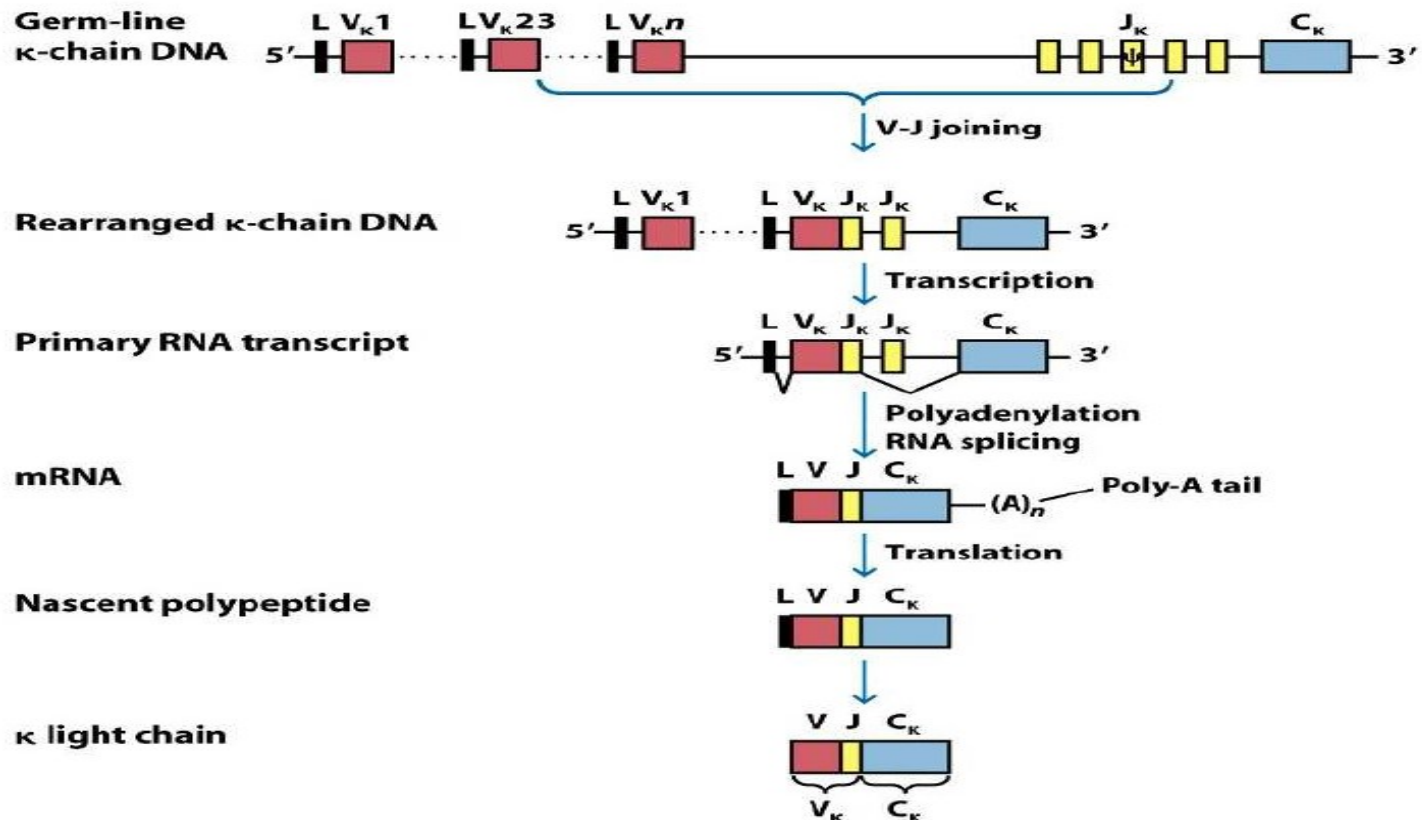 Germ-line
κ-chain DNA
L Vκ1 LVκ23 L Vκn Jκ Cκ
5′ ψ 3′
V-J joining
Rearranged κ-chain DNA
L Vκ1 L Vκ Jκ Jκ Cκ
5′ 3′
Transcription
Primary RNA transcript
L Vκ Jκ Jκ Cκ
5′ 3′
Polyadenylation
RNA splicing
mRNA
L V J Cκ
(A)n
Poly-A tail
Translation
Nascent polypeptide
L V J Cκ
κ light chain
V J Cκ
Vκ Cκ